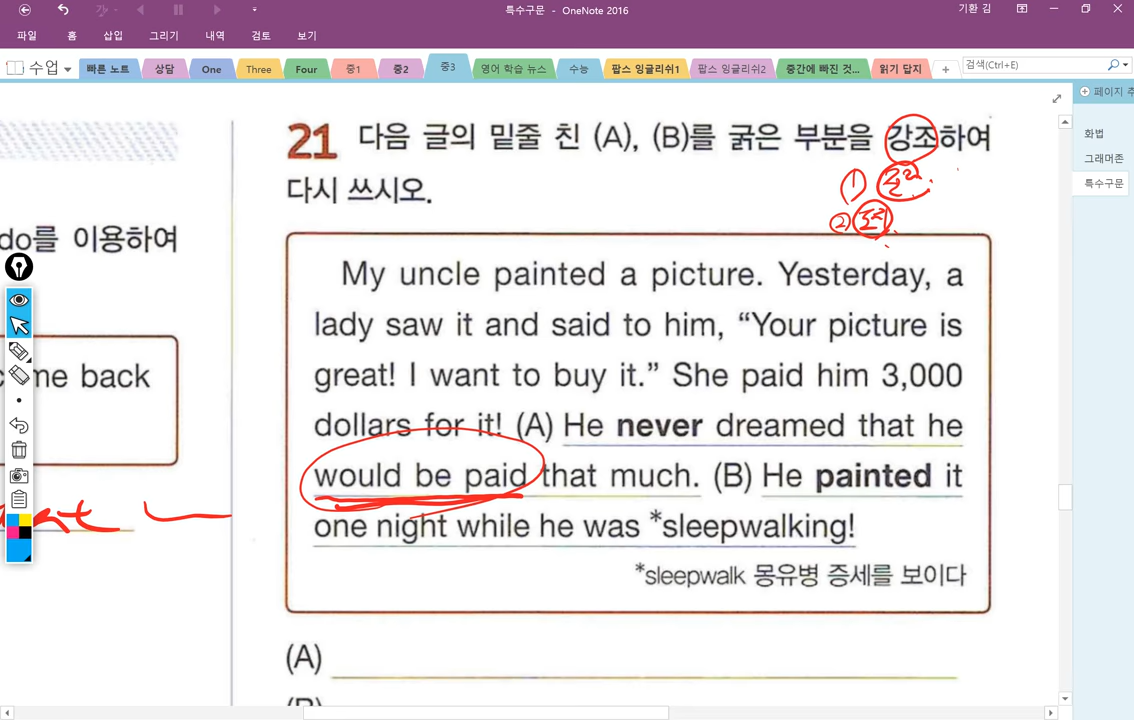 특수구문 - OneNote 2016
기환 김
파일 홈 삽입 그리기 내역 검토 보기
수업 빠른 노트 상담 One Three Four 중1 중2 중3 영어 학습 뉴스 수능 팝스 잉글리쉬1 팝스 잉글리쉬2 중간에 빠진 것... 읽기 답지 +
검색(Ctrl+E)
페이지 추
화법
그래머존
특수구문
do를 이용하여
me back
21 다음 글의 밑줄 친 (A), (B)를 굵은 부분을 강조하여
다시 쓰시오.
①
②
My uncle painted a picture. Yesterday, a
lady saw it and said to him, “Your picture is
great! I want to buy it.” She paid him 3,000
dollars for it! (A) He never dreamed that he
would be paid that much. (B) He painted it
one night while he was *sleepwalking!
*sleepwalk 몽유병 증세를 보이다
(A)